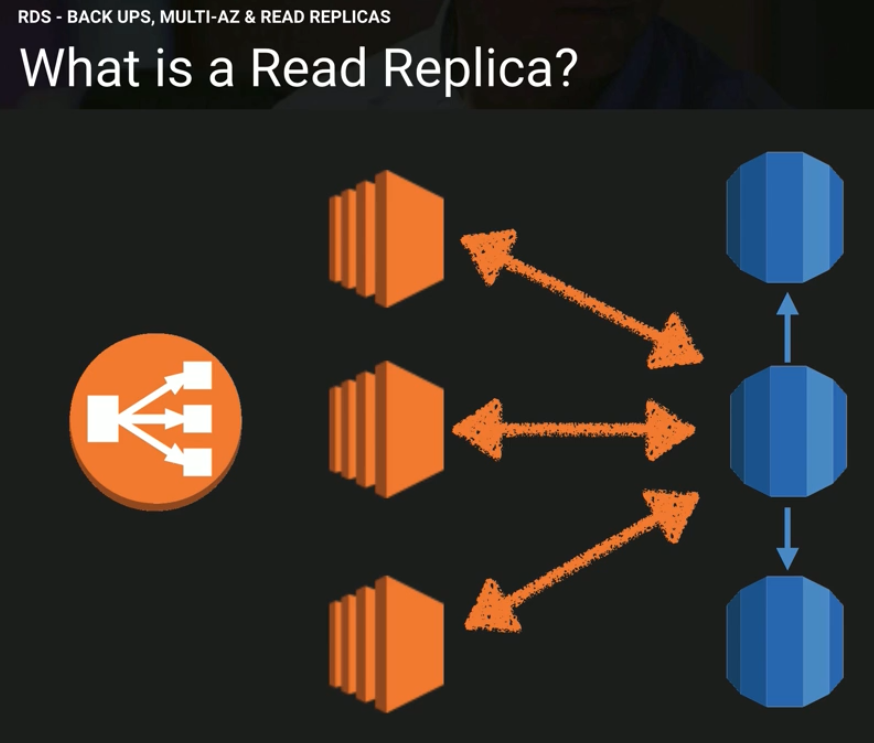 RDS - BACK UPS, MULTI-AZ & READ REPLICAS
What is a Read Replica?